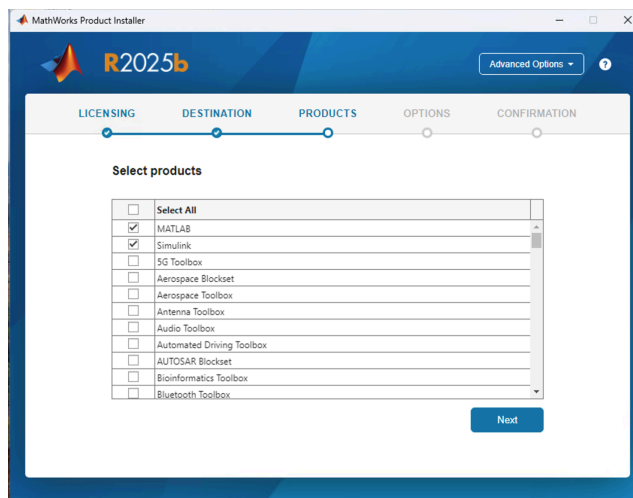 MathWorks Product Installer
R2025b
Advanced Options
?
LICENSING DESTINATION PRODUCTS OPTIONS CONFIRMATION
Select products
Select All
MATLAB
Simulink
5G Toolbox
Aerospace Blockset
Aerospace Toolbox
Antenna Toolbox
Audio Toolbox
Automated Driving Toolbox
AUTOSAR Blockset
Bioinformatics Toolbox
Bluetooth Toolbox
Next